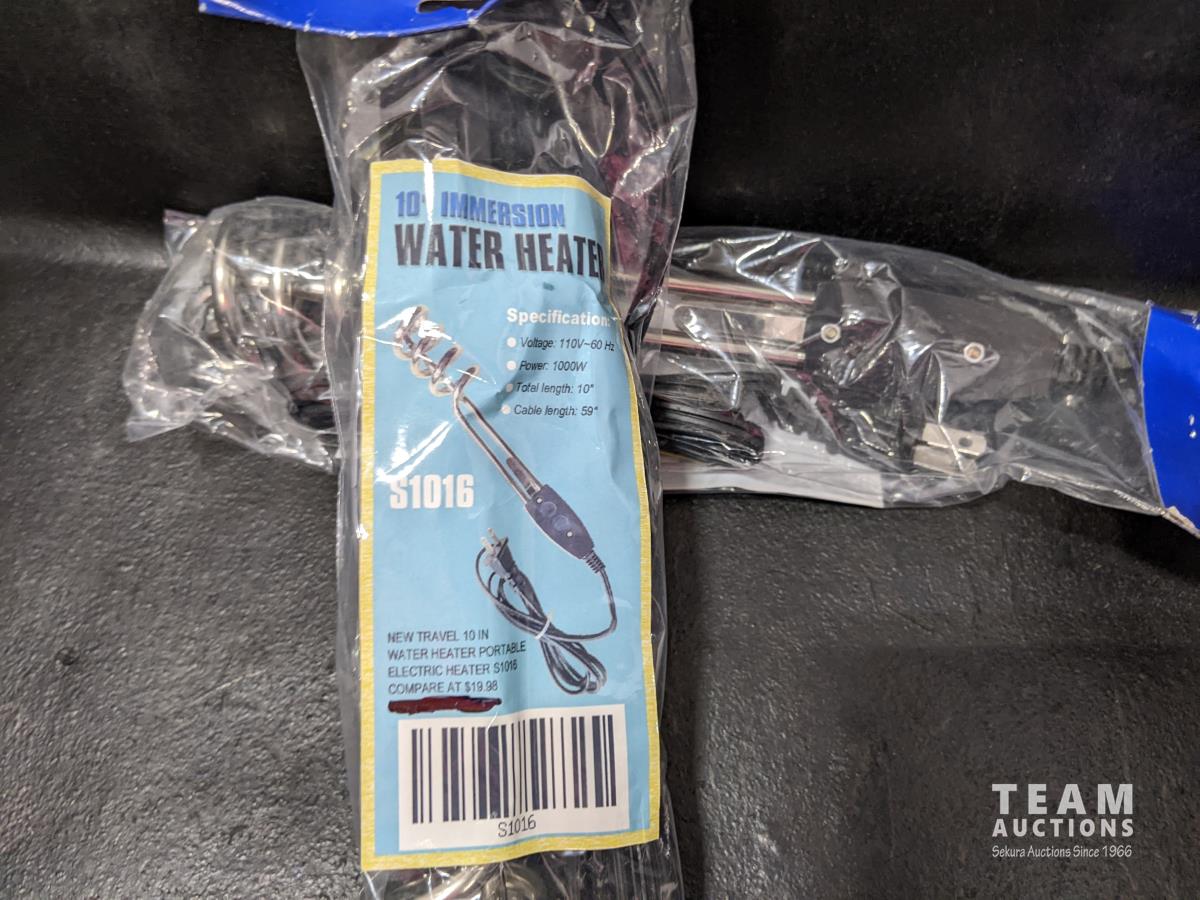 10" IMMERSION
WATER HEATER
Specification:
Voltage: 110V~60 Hz
Power: 1000W
Total length: 10"
Cable length: 59"
S1016
NEW TRAVEL 10 IN
WATER HEATER PORTABLE
ELECTRIC HEATER S1016
COMPARE AT $19.98
S1016
TEAM
AUCTIONS
Sekura Auctions Since 1966